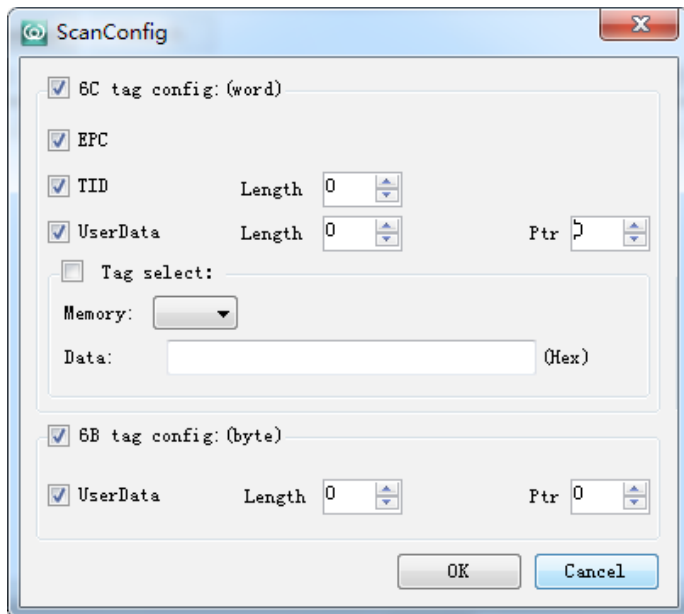 ScanConfig
6C tag config:(word)
EPC
TID Length 0
UserData Length 0 Ptr
Tag select:
Memory:
Data: (Hex)
6B tag config:(byte)
UserData Length 0 Ptr 0
OK Cancel